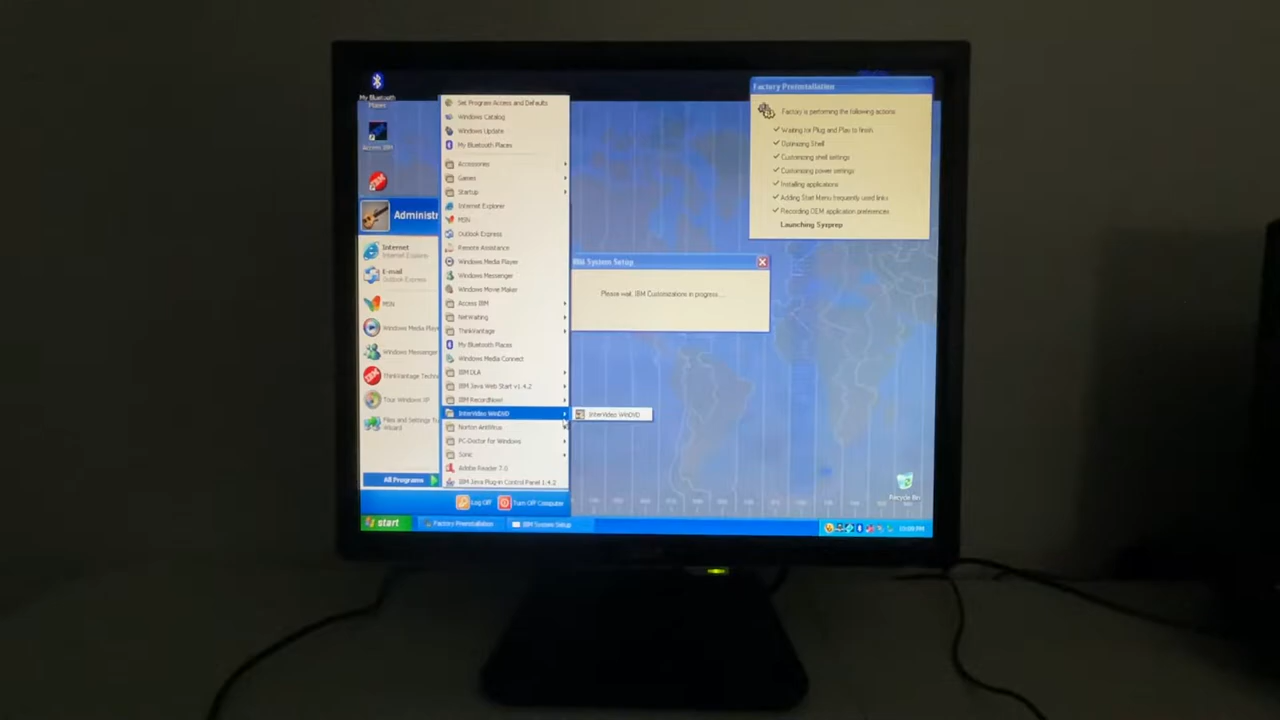 My Bluetooth
Places
Access IBM
Administr
Internet
Internet Explorer
E-mail
Outlook Express
MSN
Windows Media Play
Windows Messenger
ThinkVantage Techn
Tour Windows XP
Files and Settings Tr
Wizard
All Programs
Set Program Access and Defaults
Windows Catalog
Windows Update
My Bluetooth Places
Accessories
Games
Startup
Internet Explorer
MSN
Outlook Express
Remote Assistance
Windows Media Player
Windows Messenger
Windows Movie Maker
Access IBM
NetWaiting
ThinkVantage
My Bluetooth Places
Windows Media Connect
IBM DLA
IBM Java Web Start v1.4.2
IBM RecordNow!
InterVideo WinDVD
InterVideo WinDVD
Norton AntiVirus
PC-Doctor for Windows
Sonic
Adobe Reader 7.0
IBM Java Plug-in Control Panel 1.4.2
Log Off
Turn Off Computer
Factory Preinstallation
Factory is performing the following actions:
Waiting for Plug and Play to finish
Optimizing Shell
Customizing shell settings
Customizing power settings
Installing applications
Adding Start Menu frequently used links
Recording OEM application preferences
Launching Sysprep
IBM System Setup
Please wait. IBM Customizations in progress...
Recycle Bin
start
Factory Preinstallation
IBM System Setup